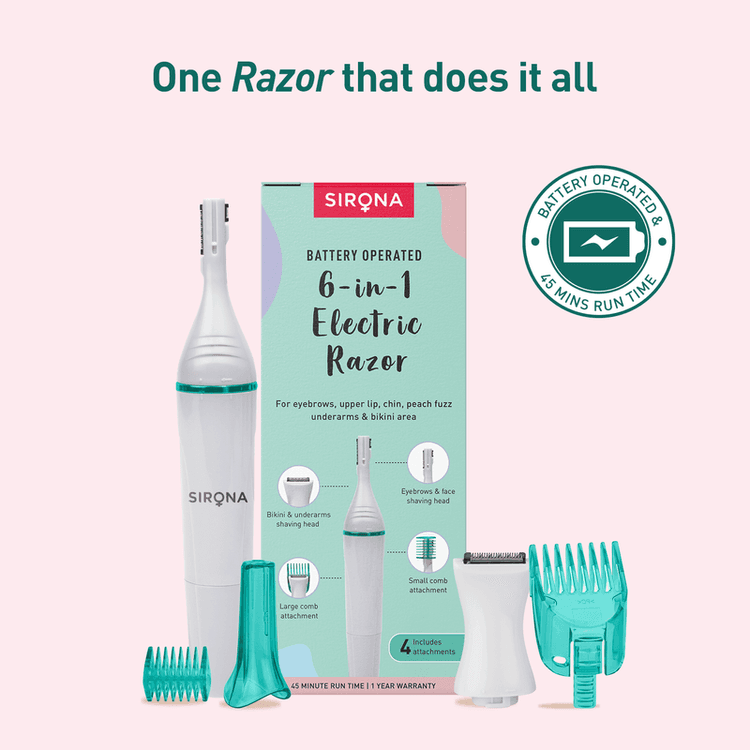 One Razor that does it all
SIRONA
BATTERY OPERATED
6-in-1
Electric
Razor
For eyebrows, upper lip, chin, peach fuzz
underarms & bikini area
Eyebrows & face
shaving head
Bikini & underarms
shaving head
Small comb
attachment
Large comb
attachment
4 Includes
attachments
45 MINUTE RUN TIME | 1 YEAR WARRANTY
SIRONA
BATTERY OPERATED &
45 MINS RUN TIME